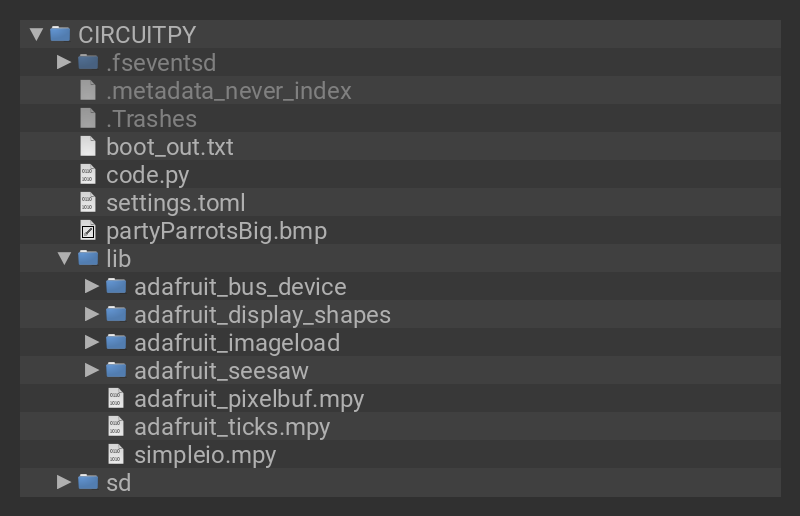 CIRCUITPY
.fseventsd
.metadata_never_index
.Trashes
boot_out.txt
code.py
settings.toml
partyParrotsBig.bmp
lib
adafruit_bus_device
adafruit_display_shapes
adafruit_imageload
adafruit_seesaw
adafruit_pixelbuf.mpy
adafruit_ticks.mpy
simpleio.mpy
sd